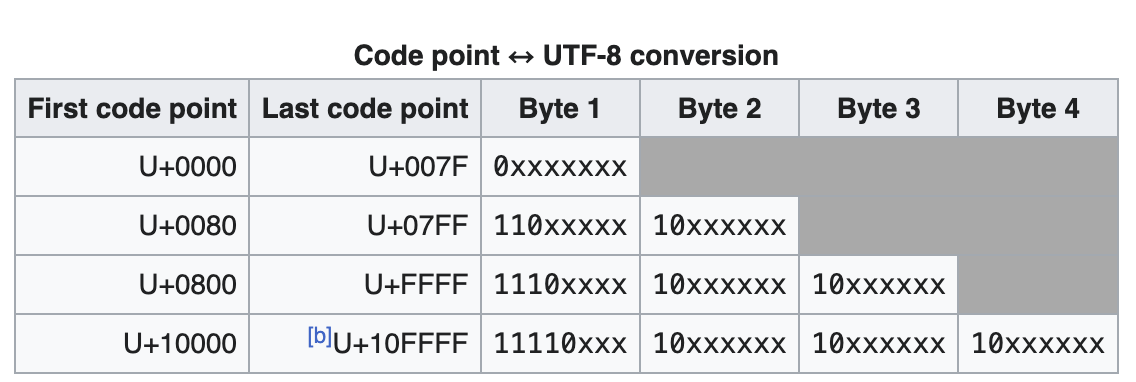 Code point ↔ UTF-8 conversion
First code point Last code point Byte 1 Byte 2 Byte 3 Byte 4
U+0000 U+007F 0xxxxxxx
U+0080 U+07FF 110xxxxx 10xxxxxx
U+0800 U+FFFF 1110xxxx 10xxxxxx 10xxxxxx
U+10000 [b]U+10FFFF 11110xxx 10xxxxxx 10xxxxxx 10xxxxxx